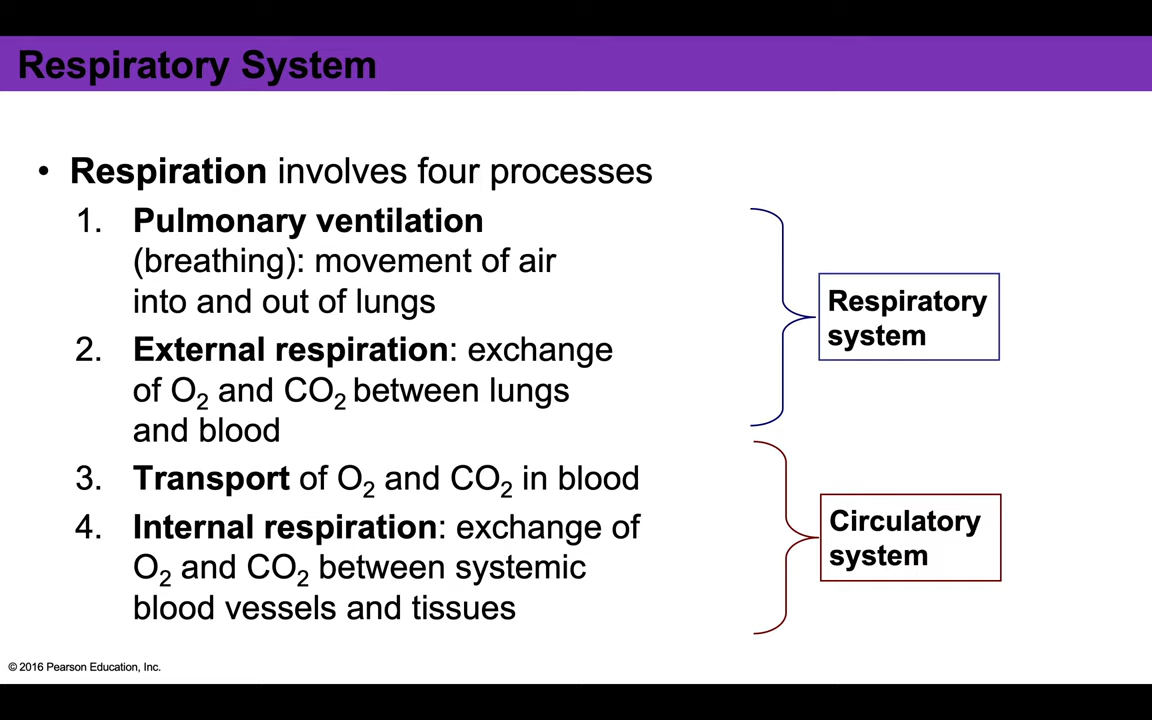 Respiratory System
• Respiration involves four processes
1. Pulmonary ventilation
(breathing): movement of air
into and out of lungs
2. External respiration: exchange
of O₂ and CO₂ between lungs
and blood
3. Transport of O₂ and CO₂ in blood
4. Internal respiration: exchange of
O₂ and CO₂ between systemic
blood vessels and tissues
Respiratory
system
Circulatory
system
© 2016 Pearson Education, Inc.